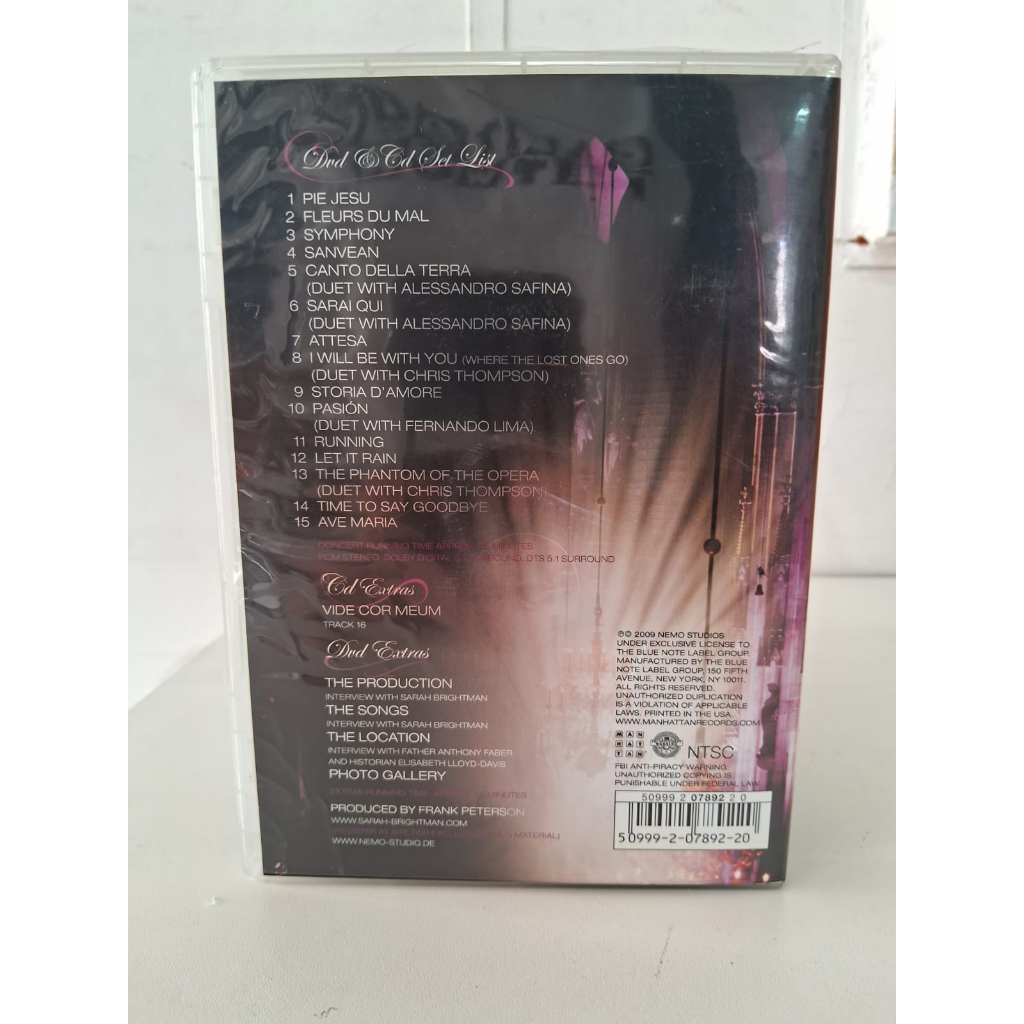 Dvd & Cd Set List
1 PIE JESU
2 FLEURS DU MAL
3 SYMPHONY
4 SANVEAN
5 CANTO DELLA TERRA
(DUET WITH ALESSANDRO SAFINA)
6 SARAI QUI
(DUET WITH ALESSANDRO SAFINA)
7 ATTESA
8 I WILL BE WITH YOU (WHERE THE LOST ONES GO)
(DUET WITH CHRIS THOMPSON)
9 STORIA D'AMORE
10 PASIÓN
(DUET WITH FERNANDO LIMA)
11 RUNNING
12 LET IT RAIN
13 THE PHANTOM OF THE OPERA
(DUET WITH CHRIS THOMPSON)
14 TIME TO SAY GOODBYE
15 AVE MARIA
CONCERT RUNNING TIME MINUTES
PCM STEREO, DOLBY DIGITAL DTS 5.1 SURROUND
Cd Extras
VIDE COR MEUM
TRACK 16
Dvd Extras
THE PRODUCTION
INTERVIEW WITH SARAH BRIGHTMAN
THE SONGS
INTERVIEW WITH SARAH BRIGHTMAN
THE LOCATION
INTERVIEW WITH FATHER ANTHONY FABER
AND HISTORIAN ELISABETH LLOYD-DAVIS
PHOTO GALLERY
EXTRAS RUNNING TIME MINUTES
PRODUCED BY FRANK PETERSON
WWW.SARAH-BRIGHTMAN.COM
(REGISTER AT SITE FOR MATERIAL)
WWW.NEMO-STUDIO.DE
℗© 2009 NEMO STUDIOS
UNDER EXCLUSIVE LICENSE TO
THE BLUE NOTE LABEL GROUP.
MANUFACTURED BY THE BLUE
NOTE LABEL GROUP, 150 FIFTH
AVENUE, NEW YORK, NY 10011.
ALL RIGHTS RESERVED.
UNAUTHORIZED DUPLICATION
IS A VIOLATION OF APPLICABLE
LAWS. PRINTED IN THE USA.
WWW.MANHATTANRECORDS.COM
MAN
HAT
TAN
NTSC
FBI ANTI-PIRACY WARNING:
UNAUTHORIZED COPYING IS
PUNISHABLE UNDER FEDERAL LAW
50999 2 07892 2 0
5 0999-2-07892-20